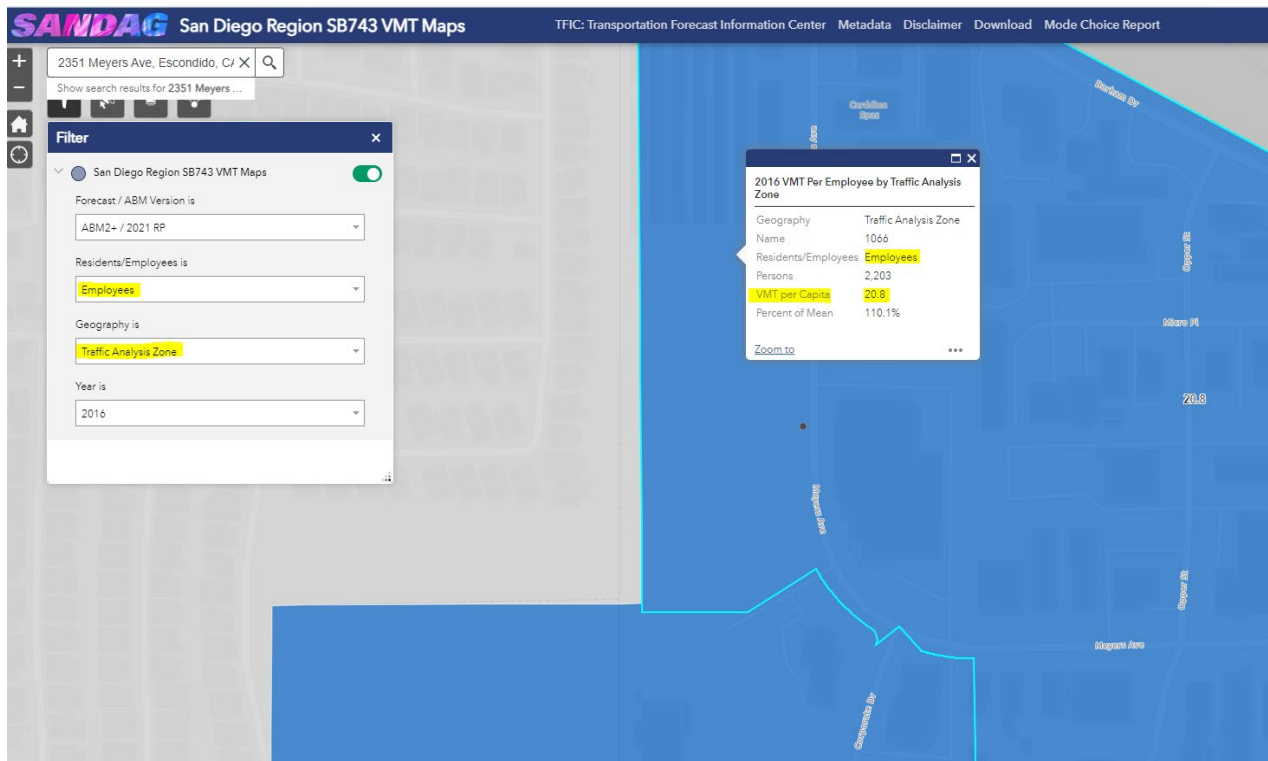 SANDAG San Diego Region SB743 VMT Maps
TFIC: Transportation Forecast Information Center Metadata Disclaimer Download Mode Choice Report
+
2351 Meyers Ave, Escondido, C
Show search results for 2351 Meyers ...
−
Filter
San Diego Region SB743 VMT Maps
Forecast / ABM Version is
ABM2+ / 2021 RP
Residents/Employees is
Employees
Geography is
Traffic Analysis Zone
Year is
2016
Barham Dr
2016 VMT Per Employee by Traffic Analysis
Zone
Geography Traffic Analysis Zone
Name 1066
Residents/Employees Employees
Persons 2,203
VMT per Capita 20.8
Percent of Mean 110.1%
Zoom to
Opper St
Micro Pl
20.8
Meyers Ave
Opper St
Meyers Ave
Corporate Dr